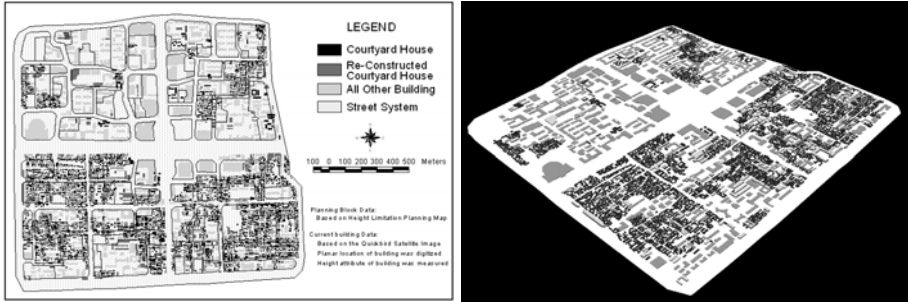 LEGEND
Courtyard House
Re-Constructed
Courtyard House
All Other Building
Street System
100 0 100 200 300 400 500 Meters
Planning Block Data:
Based on Height Limitation Planning Map
Current building Data:
Based on the Quickbird Satellite Image
Planar location of building was digitized
Height attribute of building was measured